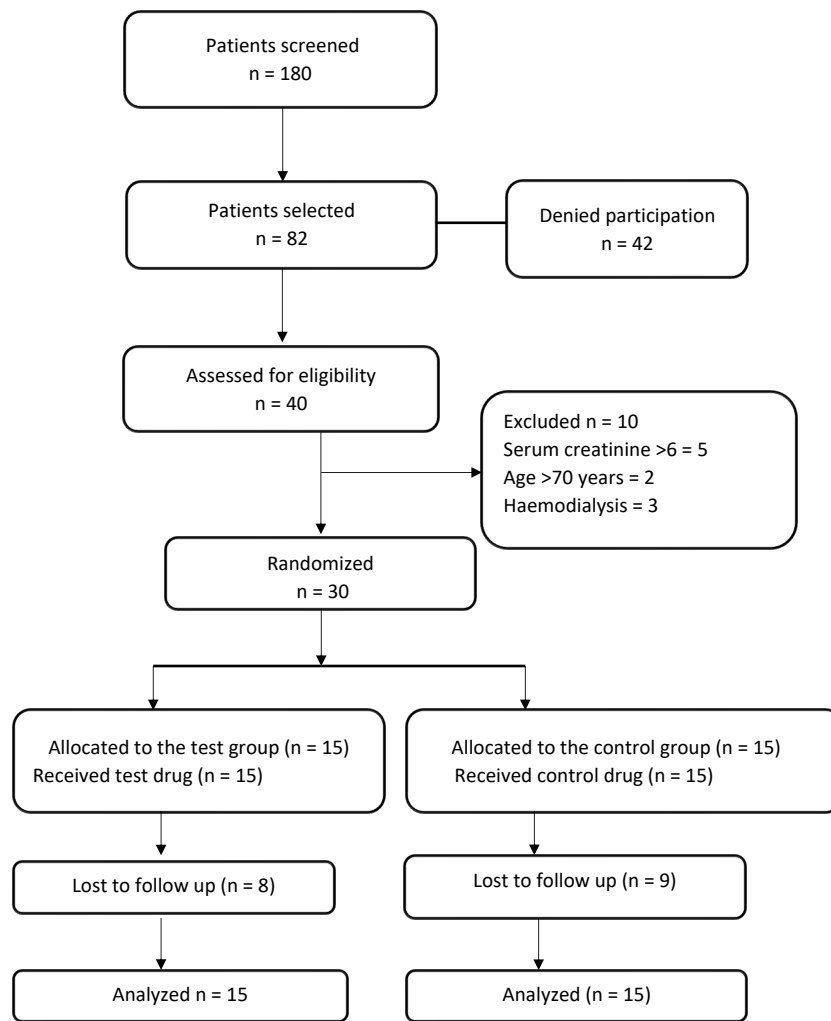 Patients screened
n = 180
Patients selected
n = 82
Denied participation
n = 42
Assessed for eligibility
n = 40
Excluded n = 10
Serum creatinine >6 = 5
Age >70 years = 2
Haemodialysis = 3
Randomized
n = 30
Allocated to the test group (n = 15)
Received test drug (n = 15)
Allocated to the control group (n = 15)
Received control drug (n = 15)
Lost to follow up (n = 8)
Lost to follow up (n = 9)
Analyzed n = 15
Analyzed (n = 15)